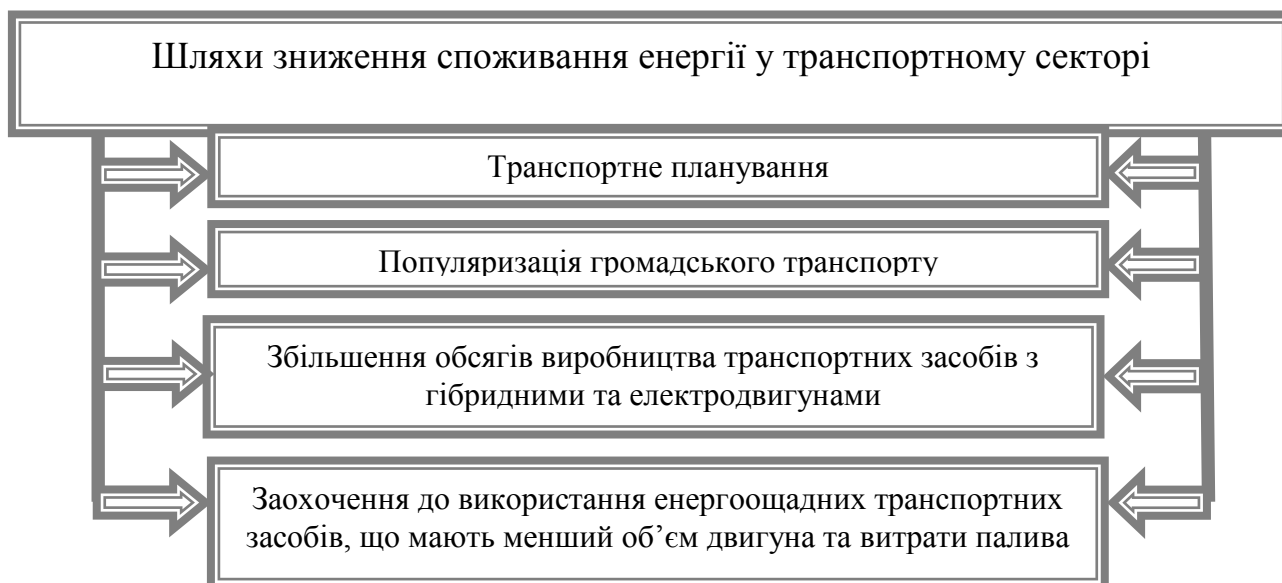 Шляхи зниження споживання енергії у транспортному секторі
Транспортне планування
Популяризація громадського транспорту
Збільшення обсягів виробництва транспортних засобів з
гібридними та електродвигунами
Заохочення до використання енергоощадних транспортних
засобів, що мають менший об’єм двигуна та витрати палива